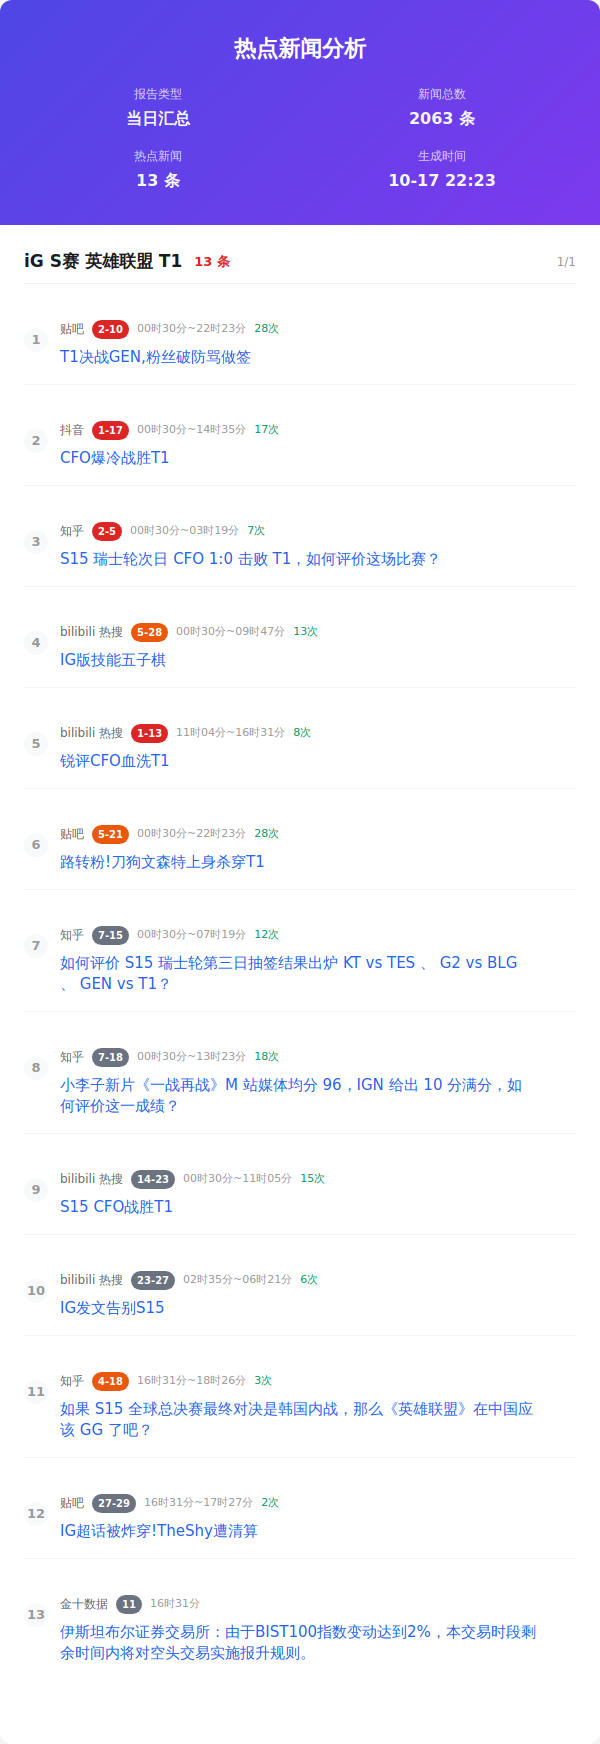 热点新闻分析
报告类型
当日汇总
新闻总数
2063 条
热点新闻
13 条
生成时间
10-17 22:23
iG S赛 英雄联盟 T1 13 条 1/1
1
贴吧 2-10 00时30分~22时23分 28次
T1决战GEN,粉丝破防骂做签
2
抖音 1-17 00时30分~14时35分 17次
CFO爆冷战胜T1
3
知乎 2-5 00时30分~03时19分 7次
S15 瑞士轮次日 CFO 1:0 击败 T1，如何评价这场比赛？
4
bilibili 热搜 5-28 00时30分~09时47分 13次
IG版技能五子棋
5
bilibili 热搜 1-13 11时04分~16时31分 8次
锐评CFO血洗T1
6
贴吧 5-21 00时30分~22时23分 28次
路转粉!刀狗文森特上身杀穿T1
7
知乎 7-15 00时30分~07时19分 12次
如何评价 S15 瑞士轮第三日抽签结果出炉 KT vs TES 、 G2 vs BLG
、 GEN vs T1？
8
知乎 7-18 00时30分~13时23分 18次
小李子新片《一战再战》M 站媒体均分 96，IGN 给出 10 分满分，如
何评价这一成绩？
9
bilibili 热搜 14-23 00时30分~11时05分 15次
S15 CFO战胜T1
10
bilibili 热搜 23-27 02时35分~06时21分 6次
IG发文告别S15
11
知乎 4-18 16时31分~18时26分 3次
如果 S15 全球总决赛最终对决是韩国内战，那么《英雄联盟》在中国应
该 GG 了吧？
12
贴吧 27-29 16时31分~17时27分 2次
IG超话被炸穿!TheShy遭清算
13
金十数据 11 16时31分
伊斯坦布尔证券交易所：由于BIST100指数变动达到2%，本交易时段剩
余时间内将对空头交易实施报升规则。